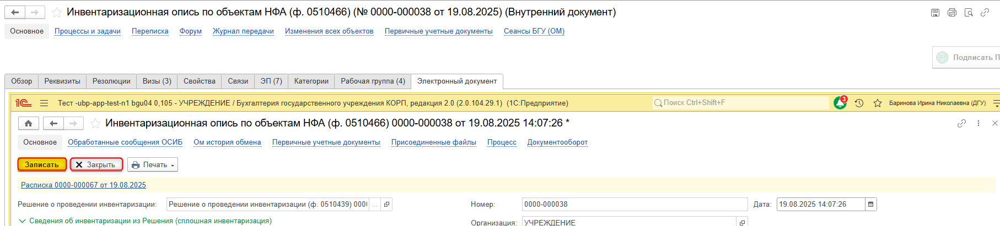 Инвентаризационная опись по объектам НФА (ф. 0510466) (№ 0000-000038 от 19.08.2025) (Внутренний документ)
Основное Процессы и задачи Переписка Форум Журнал передачи Изменения всех объектов Первичные учетные документы Сеансы БГУ (ОМ)
Подписать П
Обзор Реквизиты Резолюции Визы (3) Свойства Связи ЭП (7) Категории Рабочая группа (4) Электронный документ
1С Тест -ubp-app-test-n1 bgu04 0,105 - УЧРЕЖДЕНИЕ / Бухгалтерия государственного учреждения КОРП, редакция 2.0 (2.0.104.29.1) (1С:Предприятие) Поиск Ctrl+Shift+F 3 Баринова Ирина Николаевна (ДГУ)
Инвентаризационная опись по объектам НФА (ф. 0510466) 0000-000038 от 19.08.2025 14:07:26 *
Основное Обработанные сообщения ОСИБ Ом история обмена Первичные учетные документы Присоединенные файлы Процесс Документооборот
Записать Закрыть Печать
Расписка 0000-000067 от 19.08.2025
Решение о проведении инвентаризации: Решение о проведении инвентаризации (ф. 0510439) 000 ... Номер: 0000-000038 Дата: 19.08.2025 14:07:26
Сведения об инвентаризации из Решения (сплошная инвентаризация)
Организация: УЧРЕЖДЕНИЕ